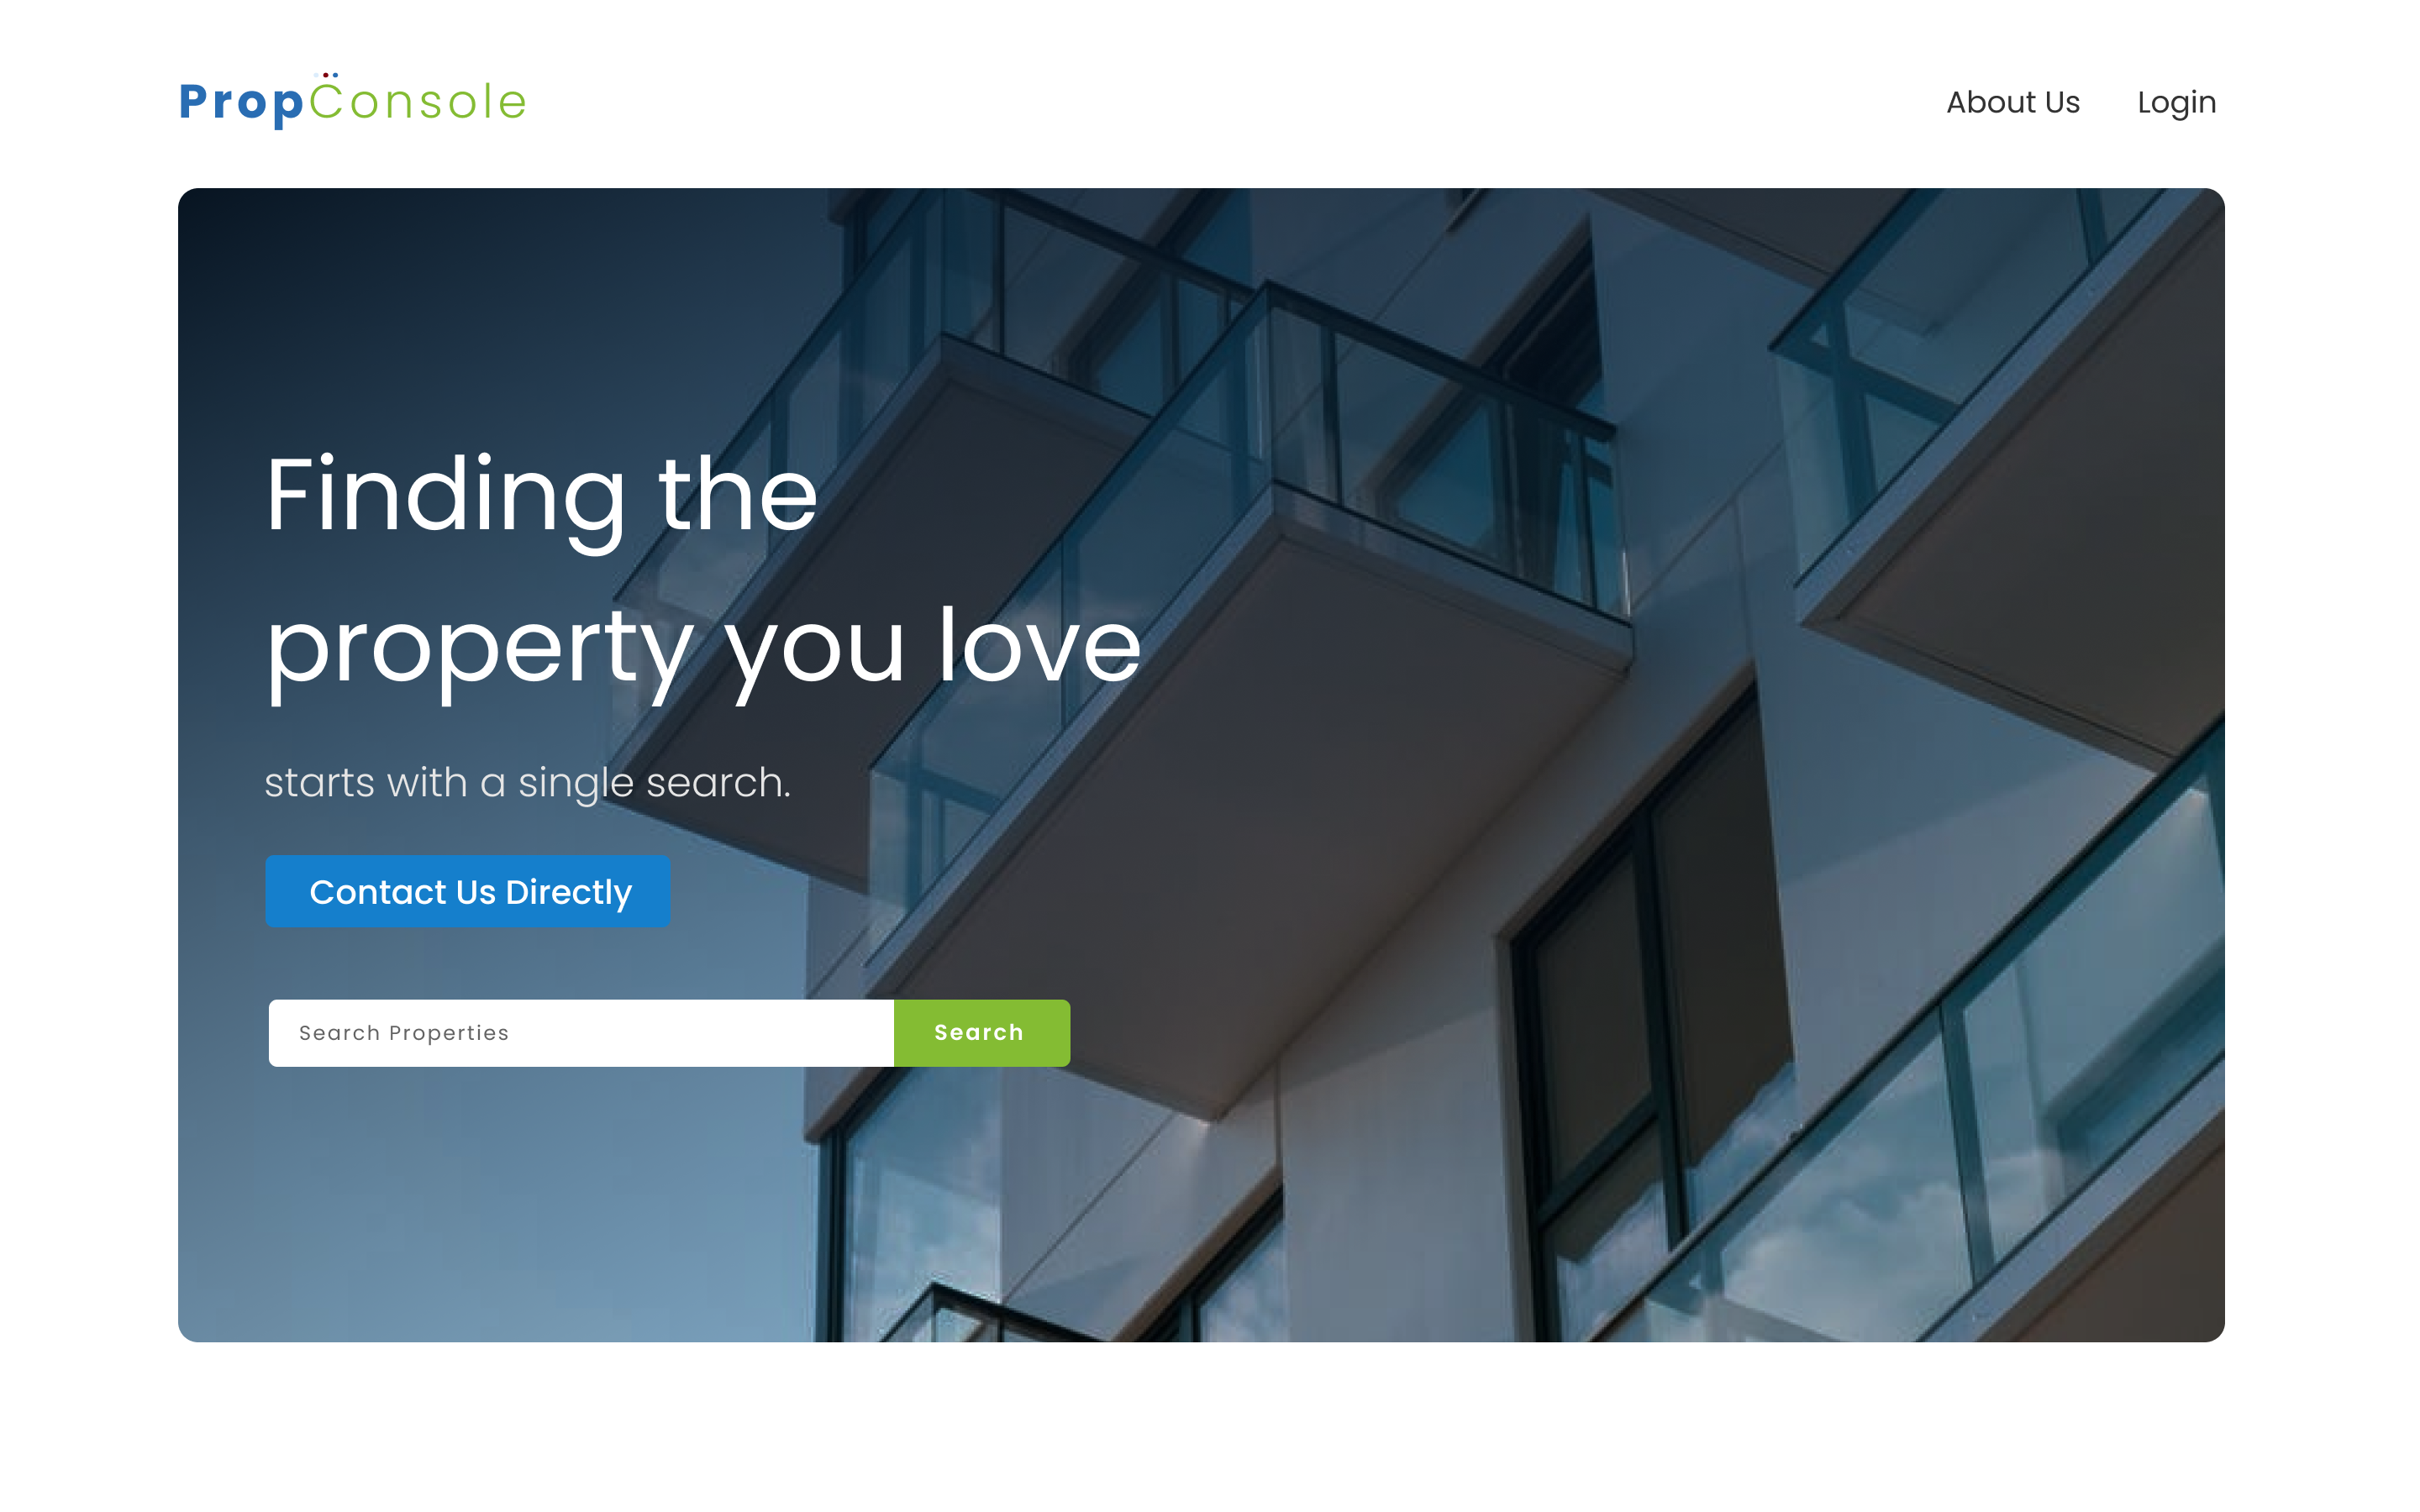 PropConsole
About Us
Login
Finding the
property you love
starts with a single search.
Contact Us Directly
Search Properties
Search